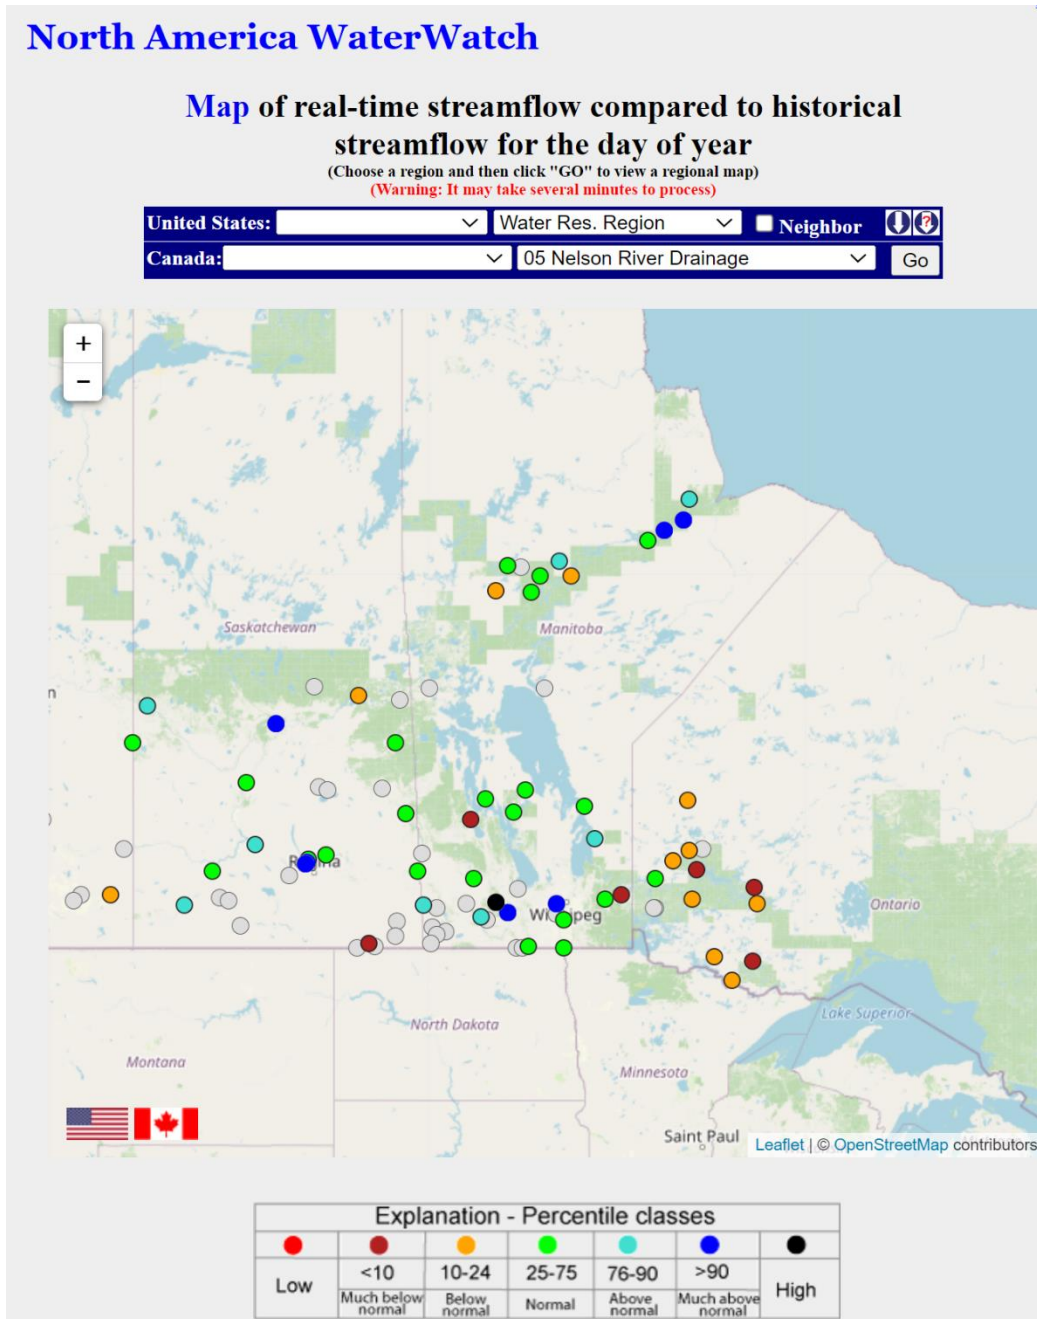 North America WaterWatch
Map of real-time streamflow compared to historical
streamflow for the day of year
(Choose a region and then click "GO" to view a regional map)
(Warning: It may take several minutes to process)
United States: Water Res. Region Neighbor ?
Canada: 05 Nelson River Drainage Go
+
−
Saskatchewan
Manitoba
n
Winnipeg
Ontario
Lake Superior
North Dakota
Montana
Minnesota
Saint Paul
Leaflet | © OpenStreetMap contributors
Explanation - Percentile classes
Low <10 10-24 25-75 76-90 >90 High
Much below normal Below normal Normal Above normal Much above normal